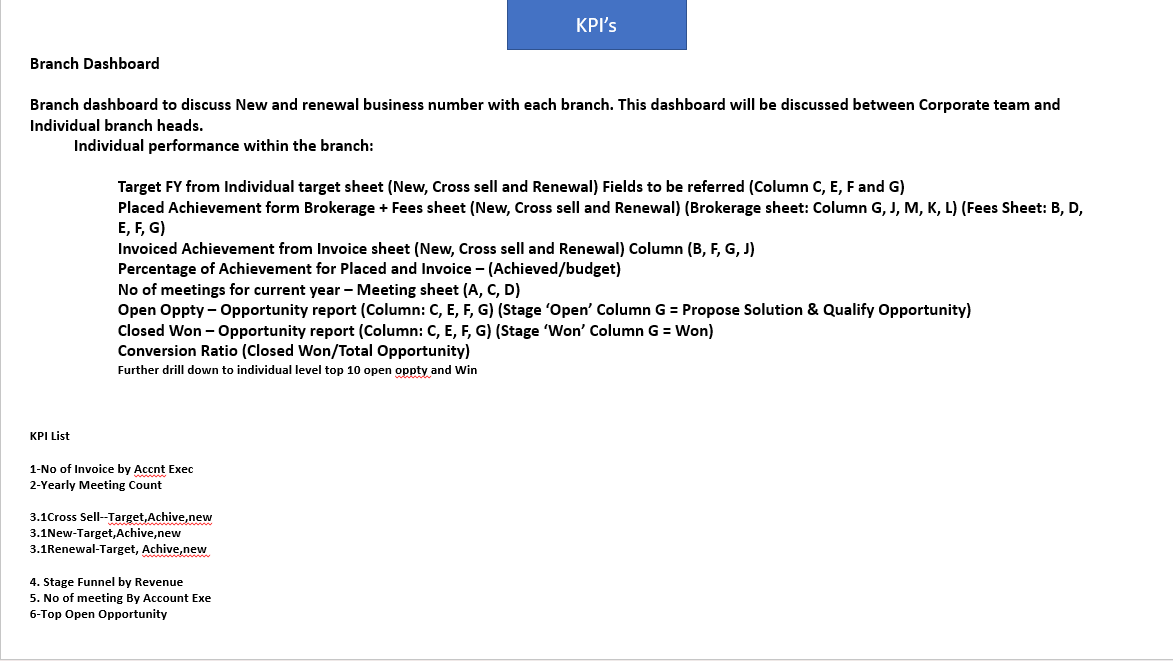 KPI's
Branch Dashboard
Branch dashboard to discuss New and renewal business number with each branch. This dashboard will be discussed between Corporate team and
Individual branch heads.
Individual performance within the branch:
Target FY from Individual target sheet (New, Cross sell and Renewal) Fields to be referred (Column C, E, F and G)
Placed Achievement form Brokerage + Fees sheet (New, Cross sell and Renewal) (Brokerage sheet: Column G, J, M, K, L) (Fees Sheet: B, D,
E, F, G)
Invoiced Achievement from Invoice sheet (New, Cross sell and Renewal) Column (B, F, G, J)
Percentage of Achievement for Placed and Invoice – (Achieved/budget)
No of meetings for current year – Meeting sheet (A, C, D)
Open Oppty – Opportunity report (Column: C, E, F, G) (Stage ‘Open’ Column G = Propose Solution & Qualify Opportunity)
Closed Won – Opportunity report (Column: C, E, F, G) (Stage ‘Won’ Column G = Won)
Conversion Ratio (Closed Won/Total Opportunity)
Further drill down to individual level top 10 open oppty and Win
KPI List
1-No of Invoice by Accnt Exec
2-Yearly Meeting Count
3.1Cross Sell--Target,Achive,new
3.1New-Target,Achive,new
3.1Renewal-Target, Achive,new
4. Stage Funnel by Revenue
5. No of meeting By Account Exe
6-Top Open Opportunity